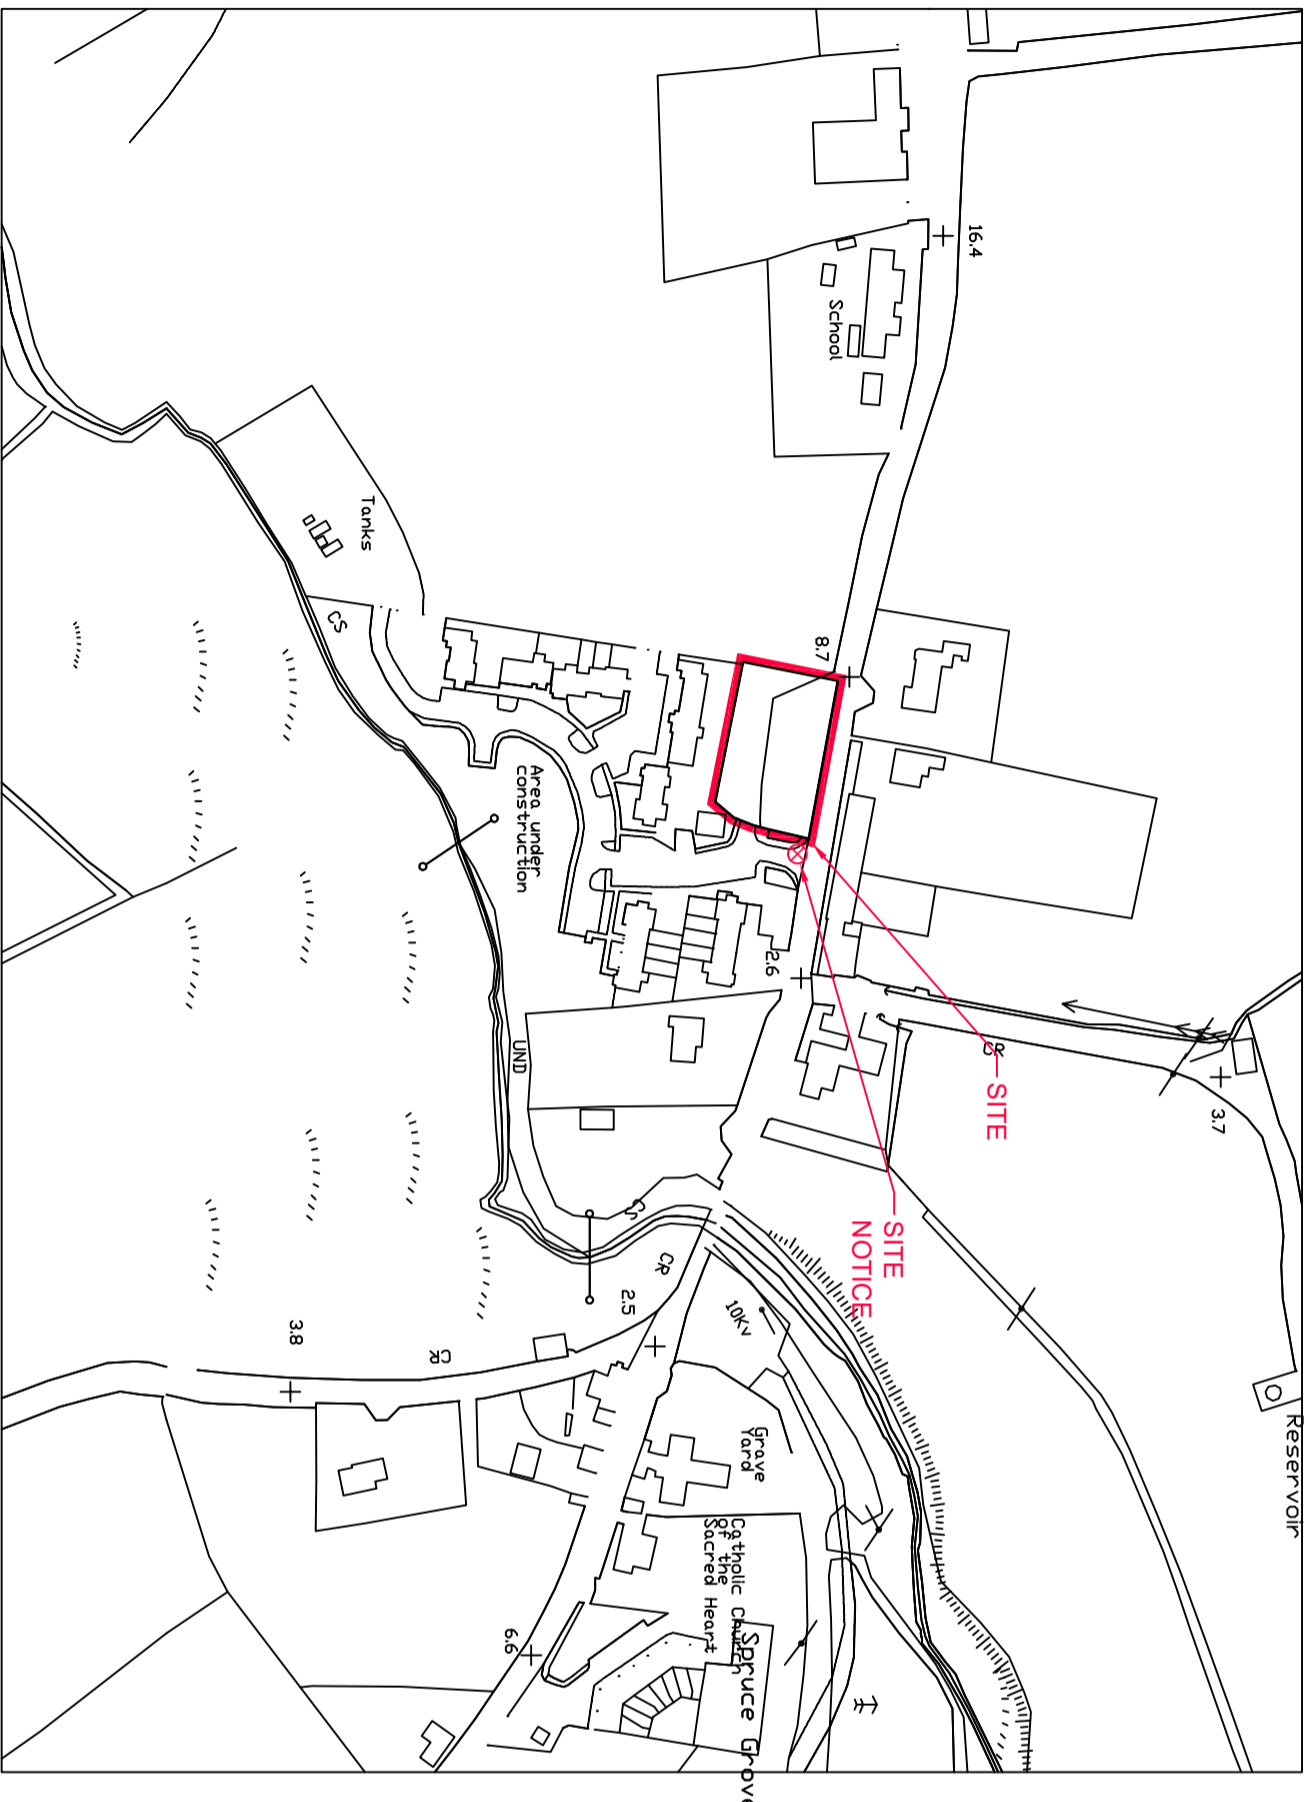 Reservoir
3.7
CR
SITE
16.4
SITE
NOTICE
8.7
2.6
School
10Kv
Grave
Yard
Catholic Church
of the
Sacred Heart
Spruce Grove
CR
2.5
CS
UND
Area under
construction
6.6
Tanks
CS
CR
3.8